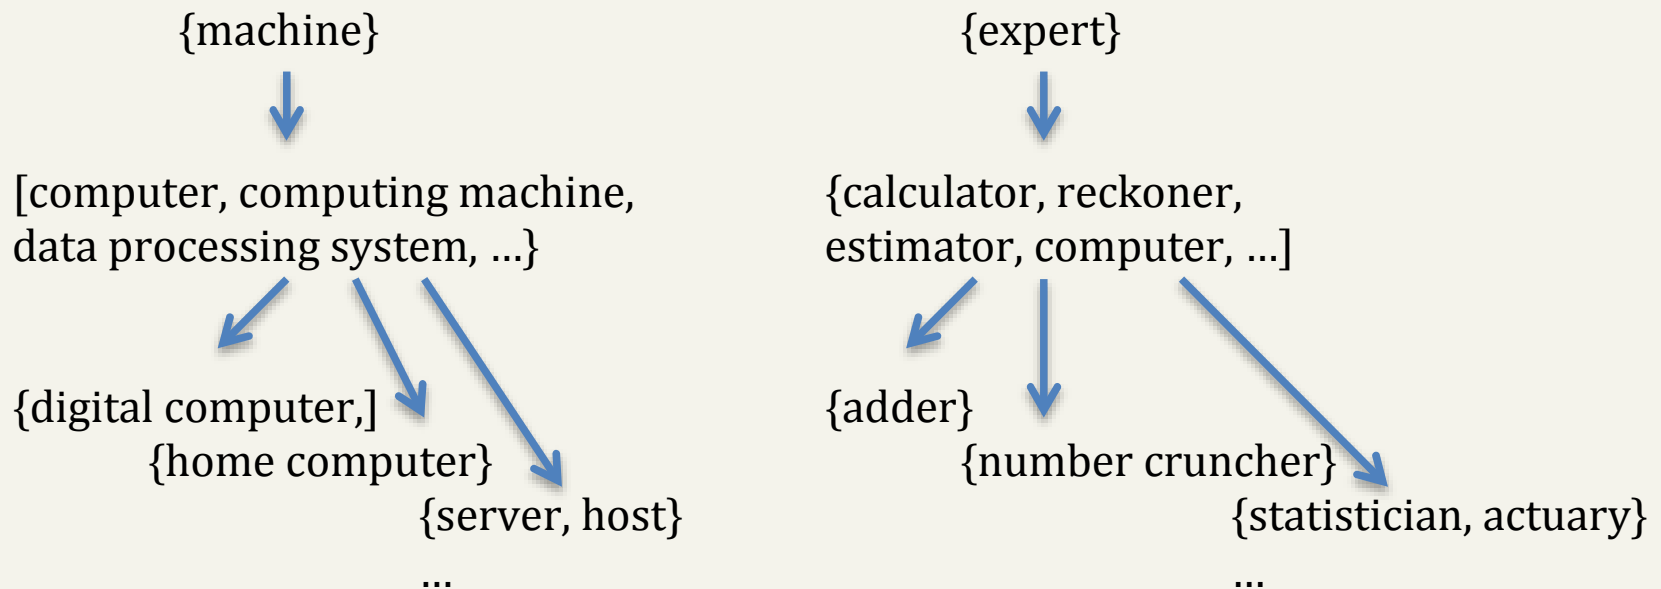 {machine}
{expert}
[computer, computing machine,
data processing system, …}
{calculator, reckoner,
estimator, computer, …]
{digital computer,]
{home computer}
{server, host}
…
{adder}
{number cruncher}
{statistician, actuary}
…